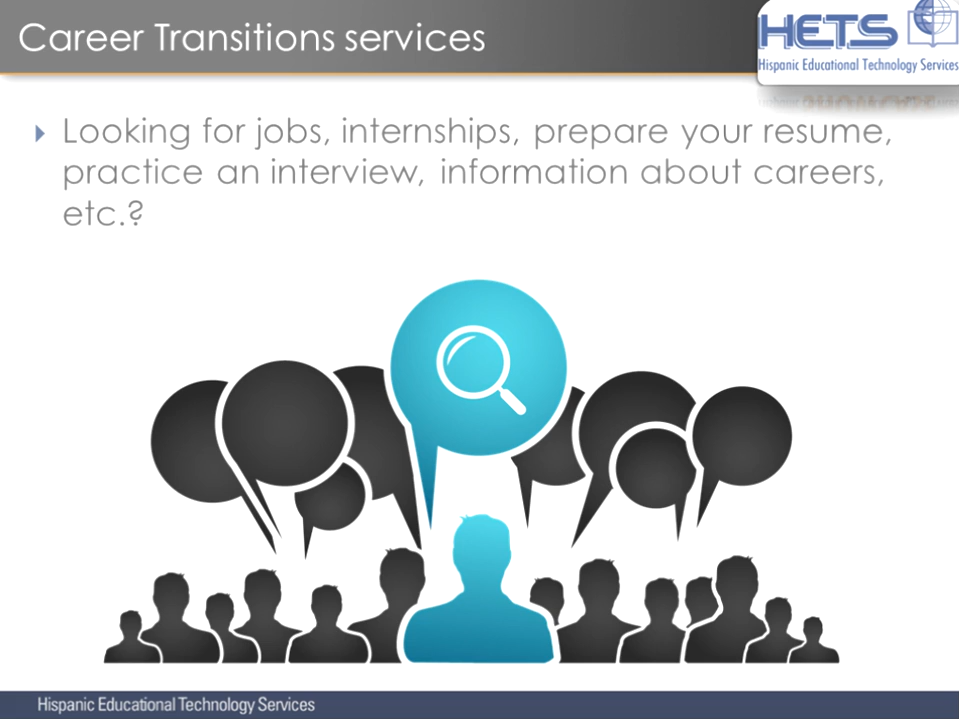 Career Transitions services
HETS
Hispanic Educational Technology Services
Looking for jobs, internships, prepare your resume,
practice an interview, information about careers,
etc.?
Hispanic Educational Technology Services